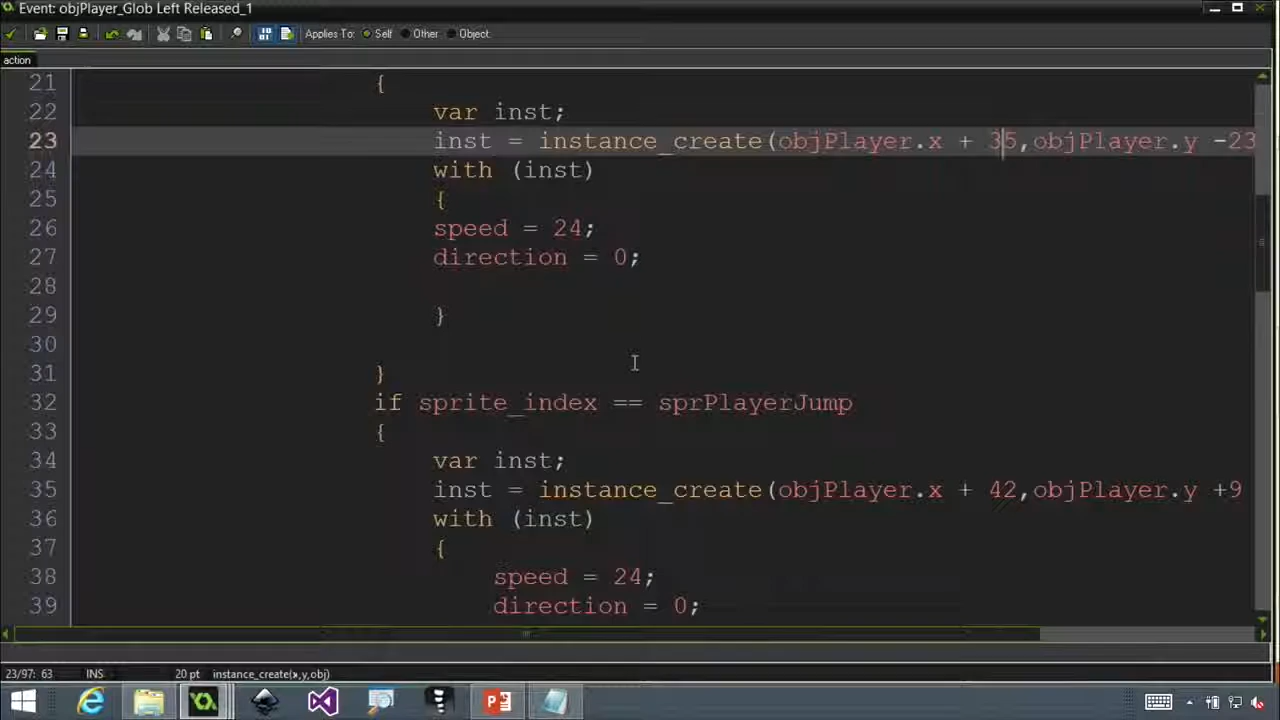 Event: objPlayer_Glob Left Released_1
Applies To: Self Other Object
action
21 {
22 var inst;
23 inst = instance_create(objPlayer.x + 35,objPlayer.y -23
24 with (inst)
25 {
26 speed = 24;
27 direction = 0;
28
29 }
30
31 }
32 if sprite_index == sprPlayerJump
33 {
34 var inst;
35 inst = instance_create(objPlayer.x + 42,objPlayer.y +9
36 with (inst)
37 {
38 speed = 24;
39 direction = 0;
23/97: 63 INS 20 pt instance_create(x,y,obj)